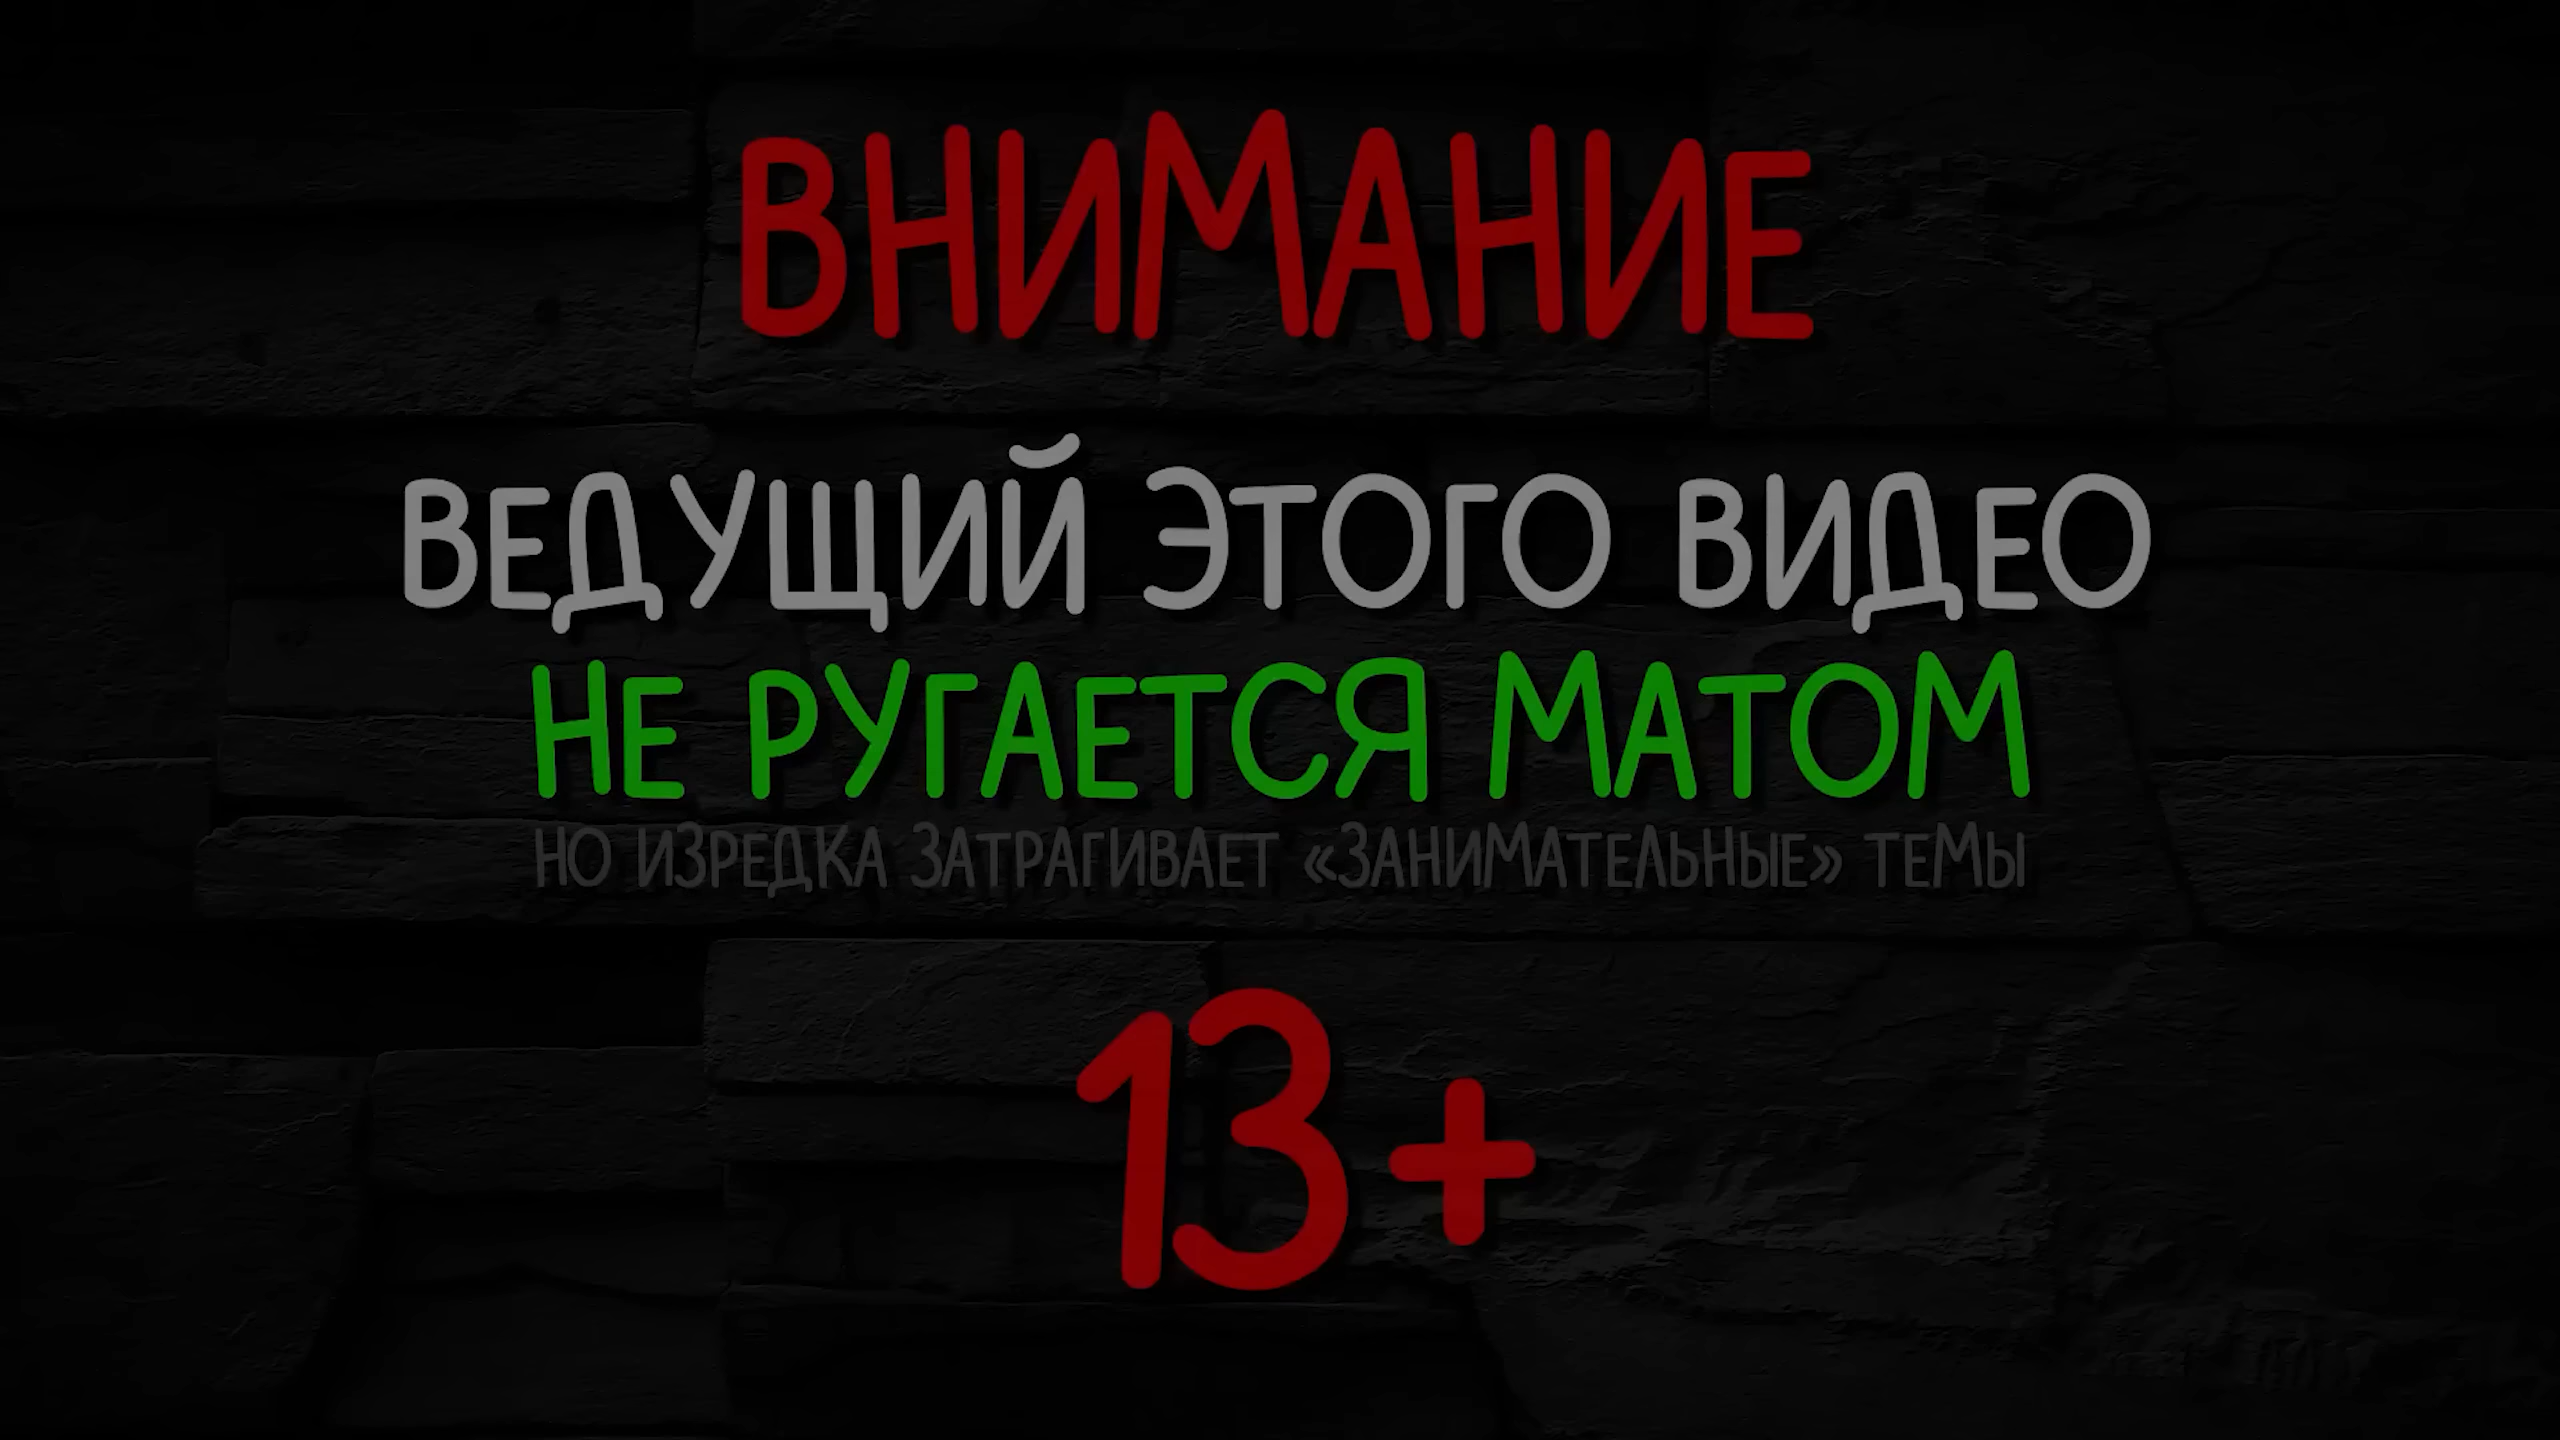 ВНИМАНИЕ
ВЕДУЩИЙ ЭТОГО ВИДЕО
НЕ РУГАЕТСЯ МАТОМ
НО ИЗРЕДКА ЗАТРАГИВАЕТ «ЗАНИМАТЕЛЬНЫЕ» ТЕМЫ
13+